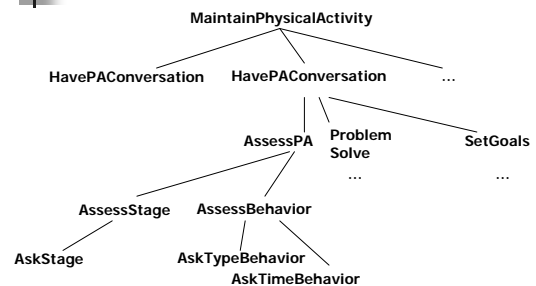 MaintainPhysicalActivity
HavePAConversation HavePAConversation ...
AssessPA Problem Solve SetGoals
... ...
AssessStage AssessBehavior
AskStage AskTypeBehavior
AskTimeBehavior